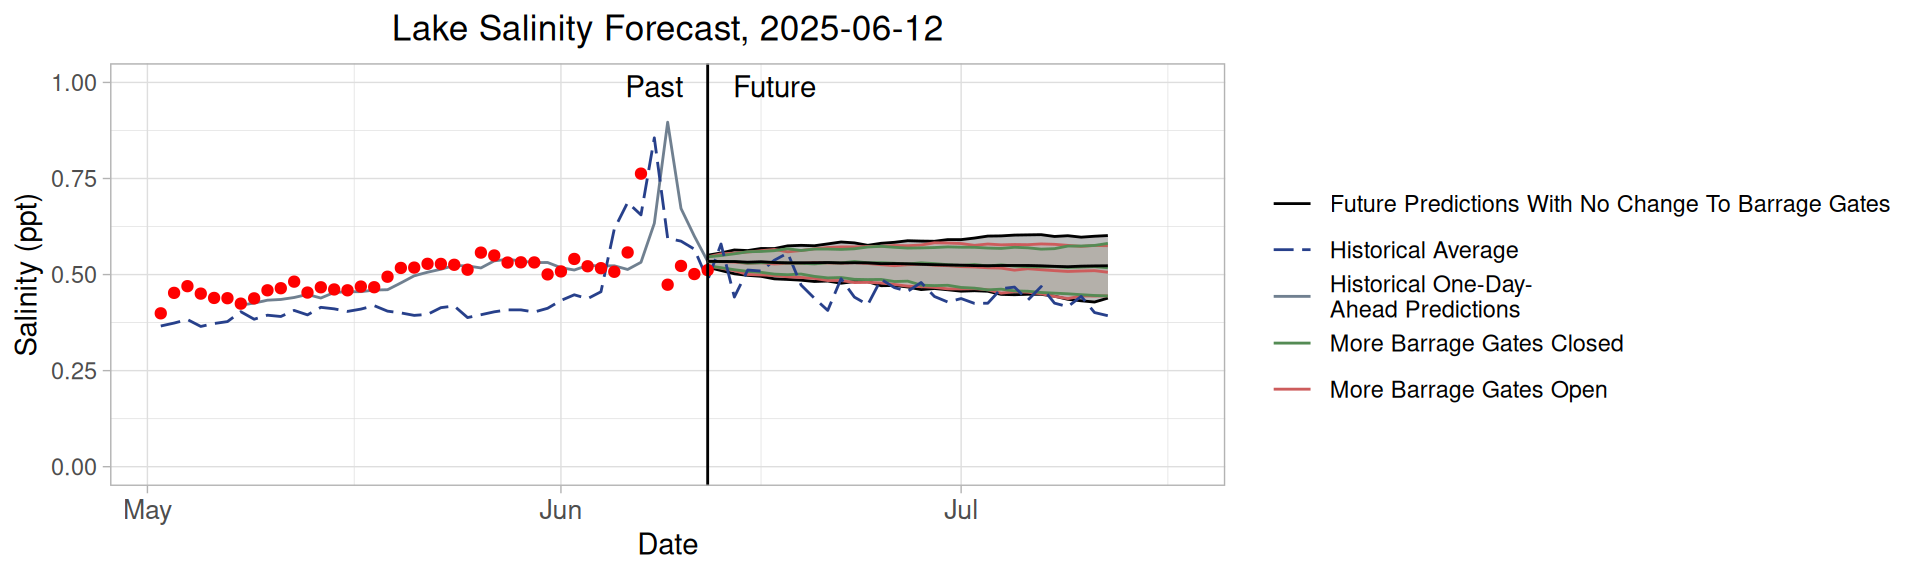 Lake Salinity Forecast, 2025-06-12
Past
Future
1.00
0.75
0.50
0.25
0.00
Salinity (ppt)
May
Jun
Jul
Date
Future Predictions With No Change To Barrage Gates
Historical Average
Historical One-Day-
Ahead Predictions
More Barrage Gates Closed
More Barrage Gates Open